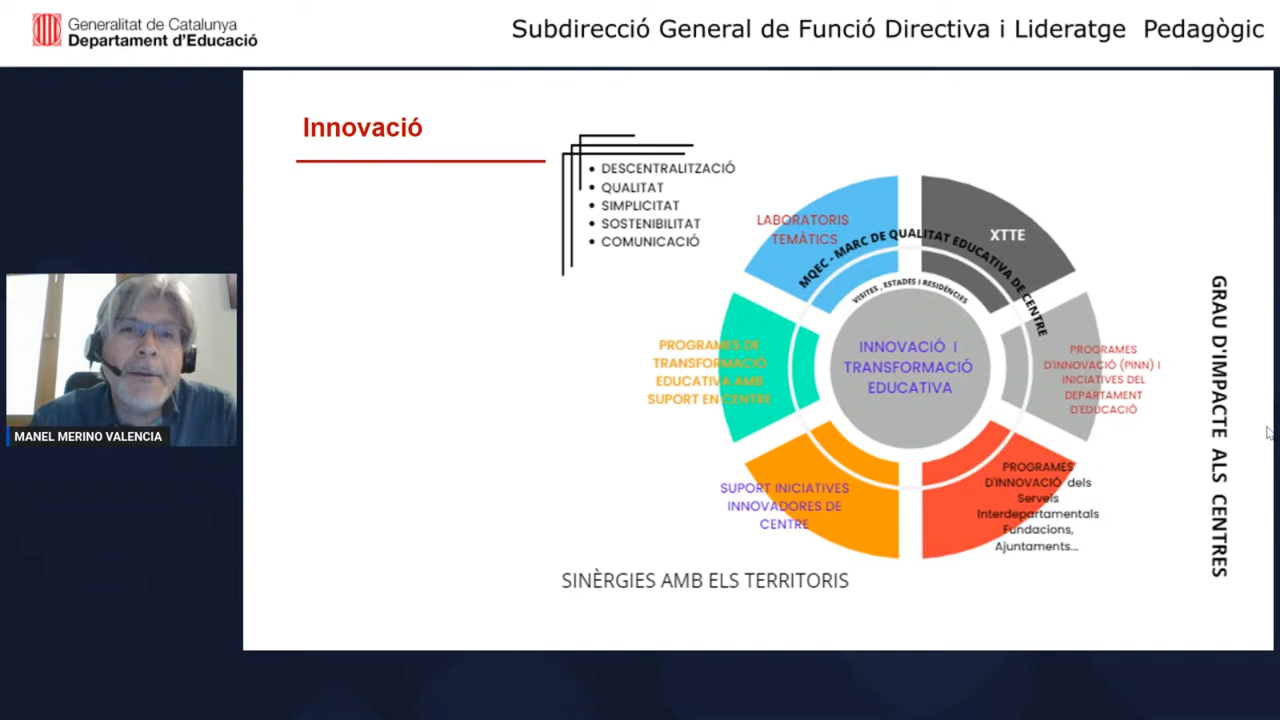 Generalitat de Catalunya
Departament d'Educació
Subdirecció General de Funció Directiva i Lideratge Pedagògic
Innovació
• DESCENTRALITZACIÓ
• QUALITAT
• SIMPLICITAT
• SOSTENIBILITAT
• COMUNICACIÓ
LABORATORIS
TEMÀTICS
XTTE
MQEC - MARC DE QUALITAT EDUCATIVA DE CENTRE
VISITES , ESTADES I RESIDÈNCIES
INNOVACIÓ I
TRANSFORMACIÓ
EDUCATIVA
PROGRAMES DE
TRANSFORMACIÓ
EDUCATIVA AMB
SUPORT EN CENTRE
PROGRAMES
D'INNOVACIÓ (PINN) I
INICIATIVES DEL
DEPARTAMENT
D'EDUCACIÓ
SUPORT INICIATIVES
INNOVADORES DE
CENTRE
PROGRAMES
D'INNOVACIÓ dels
Serveis
Interdepartamentals
Fundacions,
Ajuntaments...
GRAU D'IMPACTE ALS CENTRES
SINÈRGIES AMB ELS TERRITORIS
MANEL MERINO VALENCIA